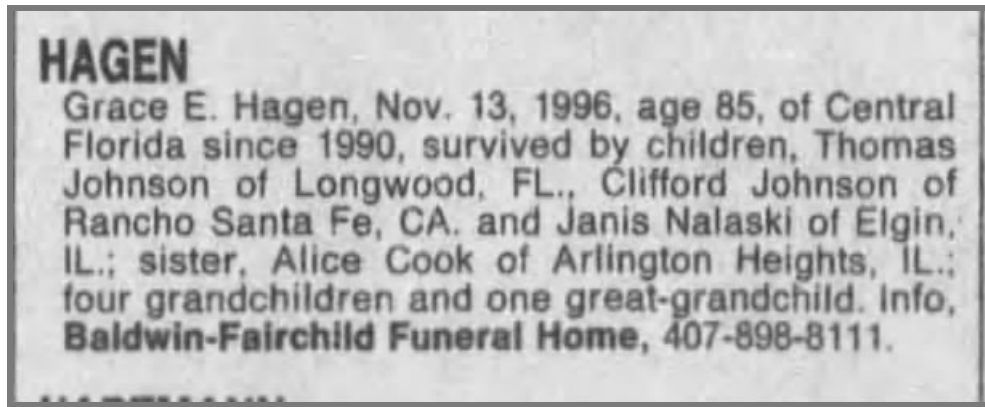 HAGEN
Grace E. Hagen, Nov. 13, 1996, age 85, of Central
Florida since 1990, survived by children, Thomas
Johnson of Longwood, FL., Clifford Johnson of
Rancho Santa Fe, CA. and Janis Nalaski of Elgin,
IL.; sister, Alice Cook of Arlington Heights, IL.;
four grandchildren and one great-grandchild. Info,
Baldwin-Fairchild Funeral Home, 407-898-8111.